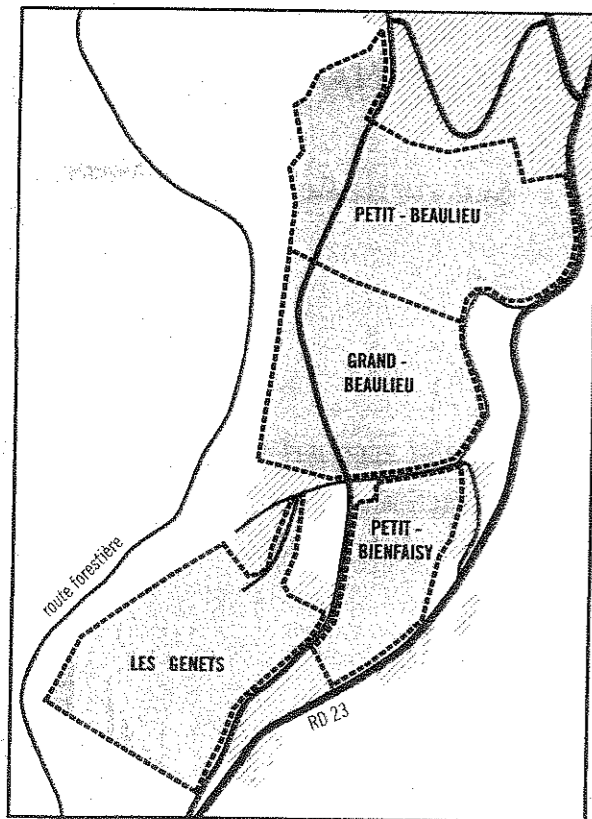 PETIT - BEAULIEU
GRAND -
BEAULIEU
PETIT -
BIENFAISY
route forestière
LES GENETS
RD 23